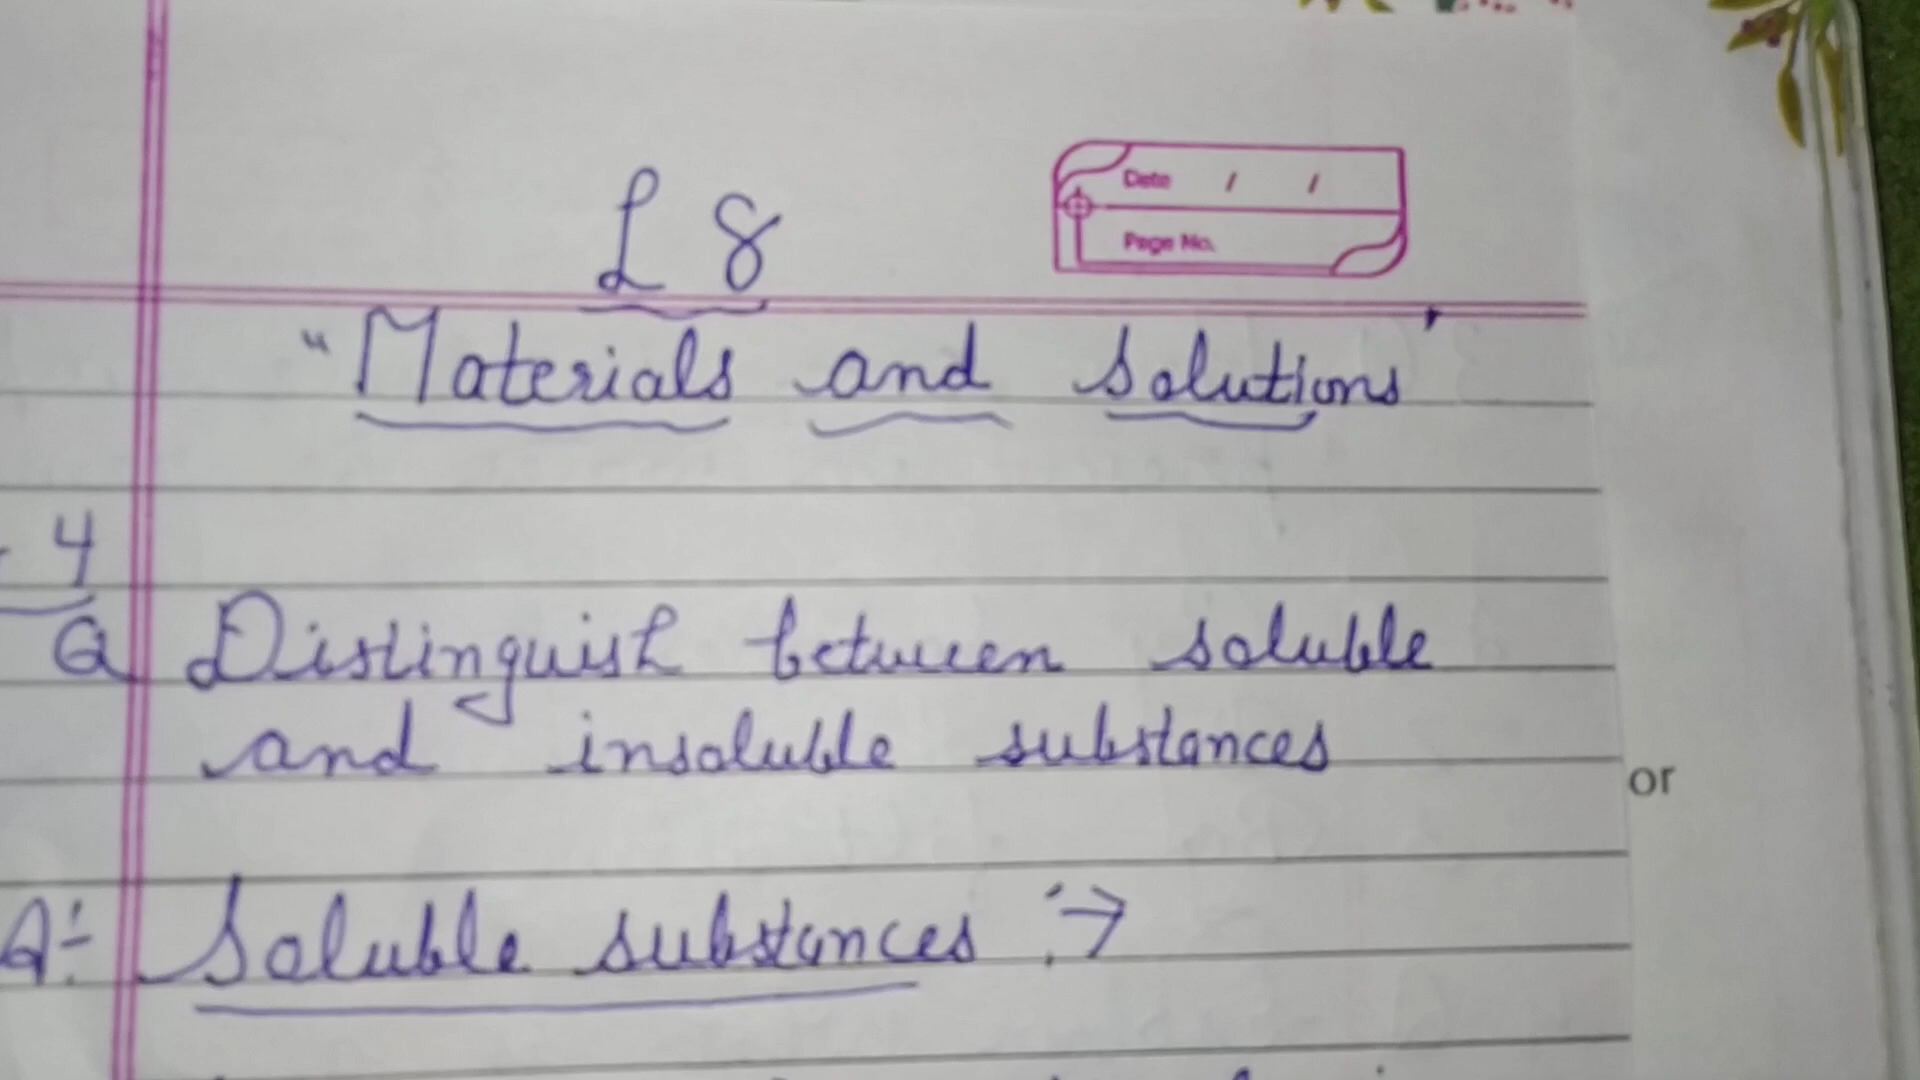 L 8
Date / /
Page No.
"Materials and Solutions"
4
Q Distinguish between soluble
and insoluble substances
or
A:- Soluble substances :→